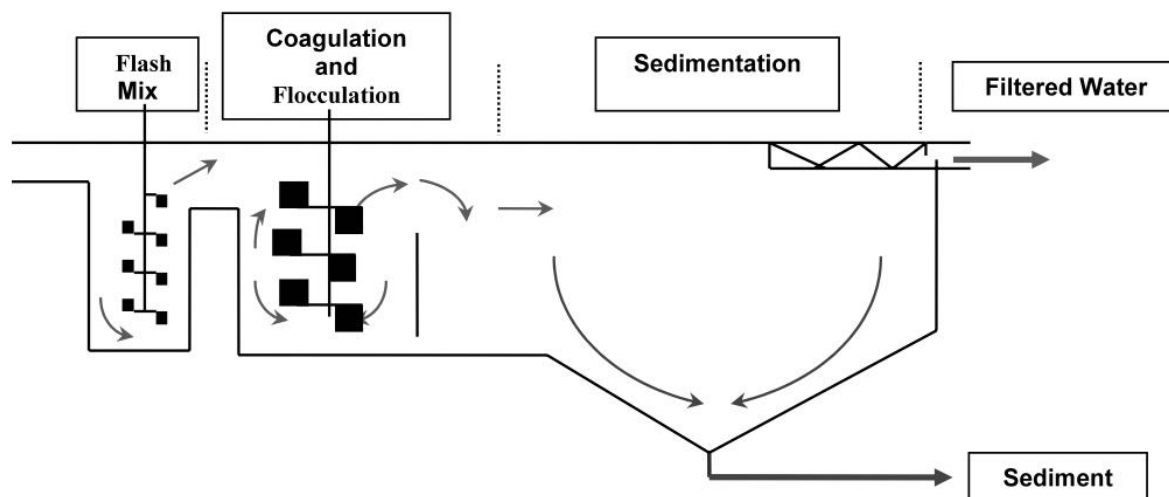 Flash
Mix
Coagulation
and
Flocculation
Sedimentation
Filtered Water
Sediment